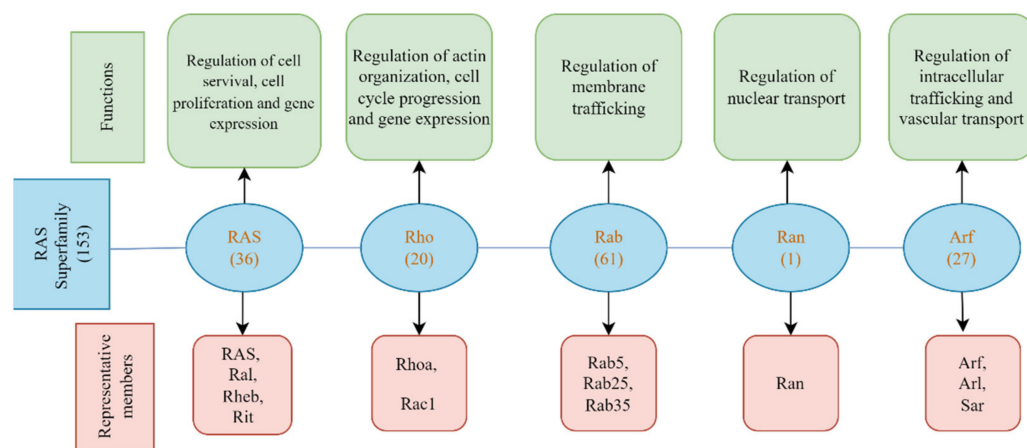 Functions
Regulation of cell
servival, cell
proliferation and gene
expression
Regulation of actin
organization, cell
cycle progression
and gene expression
Regulation of
membrane
trafficking
Regulation of
nuclear transport
Regulation of
intracellular
trafficking and
vascular transport
RAS
Superfamily
(153)
RAS
(36)
Rho
(20)
Rab
(61)
Ran
(1)
Arf
(27)
Representative
members
RAS,
Ral,
Rheb,
Rit
Rhoa,
Rac1
Rab5,
Rab25,
Rab35
Ran
Arf,
Arl,
Sar